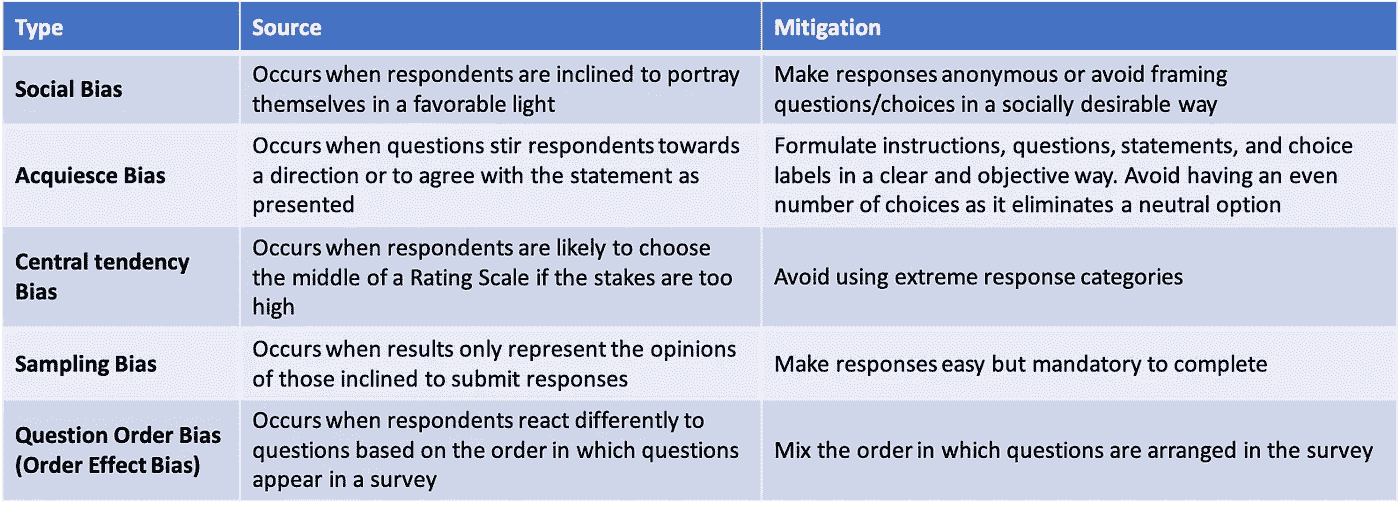 Type
Source
Mitigation
Social Bias
Occurs when respondents are inclined to portray
themselves in a favorable light
Make responses anonymous or avoid framing
questions/choices in a socially desirable way
Acquiesce Bias
Occurs when questions stir respondents towards
a direction or to agree with the statement as
presented
Formulate instructions, questions, statements, and choice
labels in a clear and objective way. Avoid having an even
number of choices as it eliminates a neutral option
Central tendency
Bias
Occurs when respondents are likely to choose
the middle of a Rating Scale if the stakes are too
high
Avoid using extreme response categories
Sampling Bias
Occurs when results only represent the opinions
of those inclined to submit responses
Make responses easy but mandatory to complete
Question Order Bias
(Order Effect Bias)
Occurs when respondents react differently to
questions based on the order in which questions
appear in a survey
Mix the order in which questions are arranged in the survey